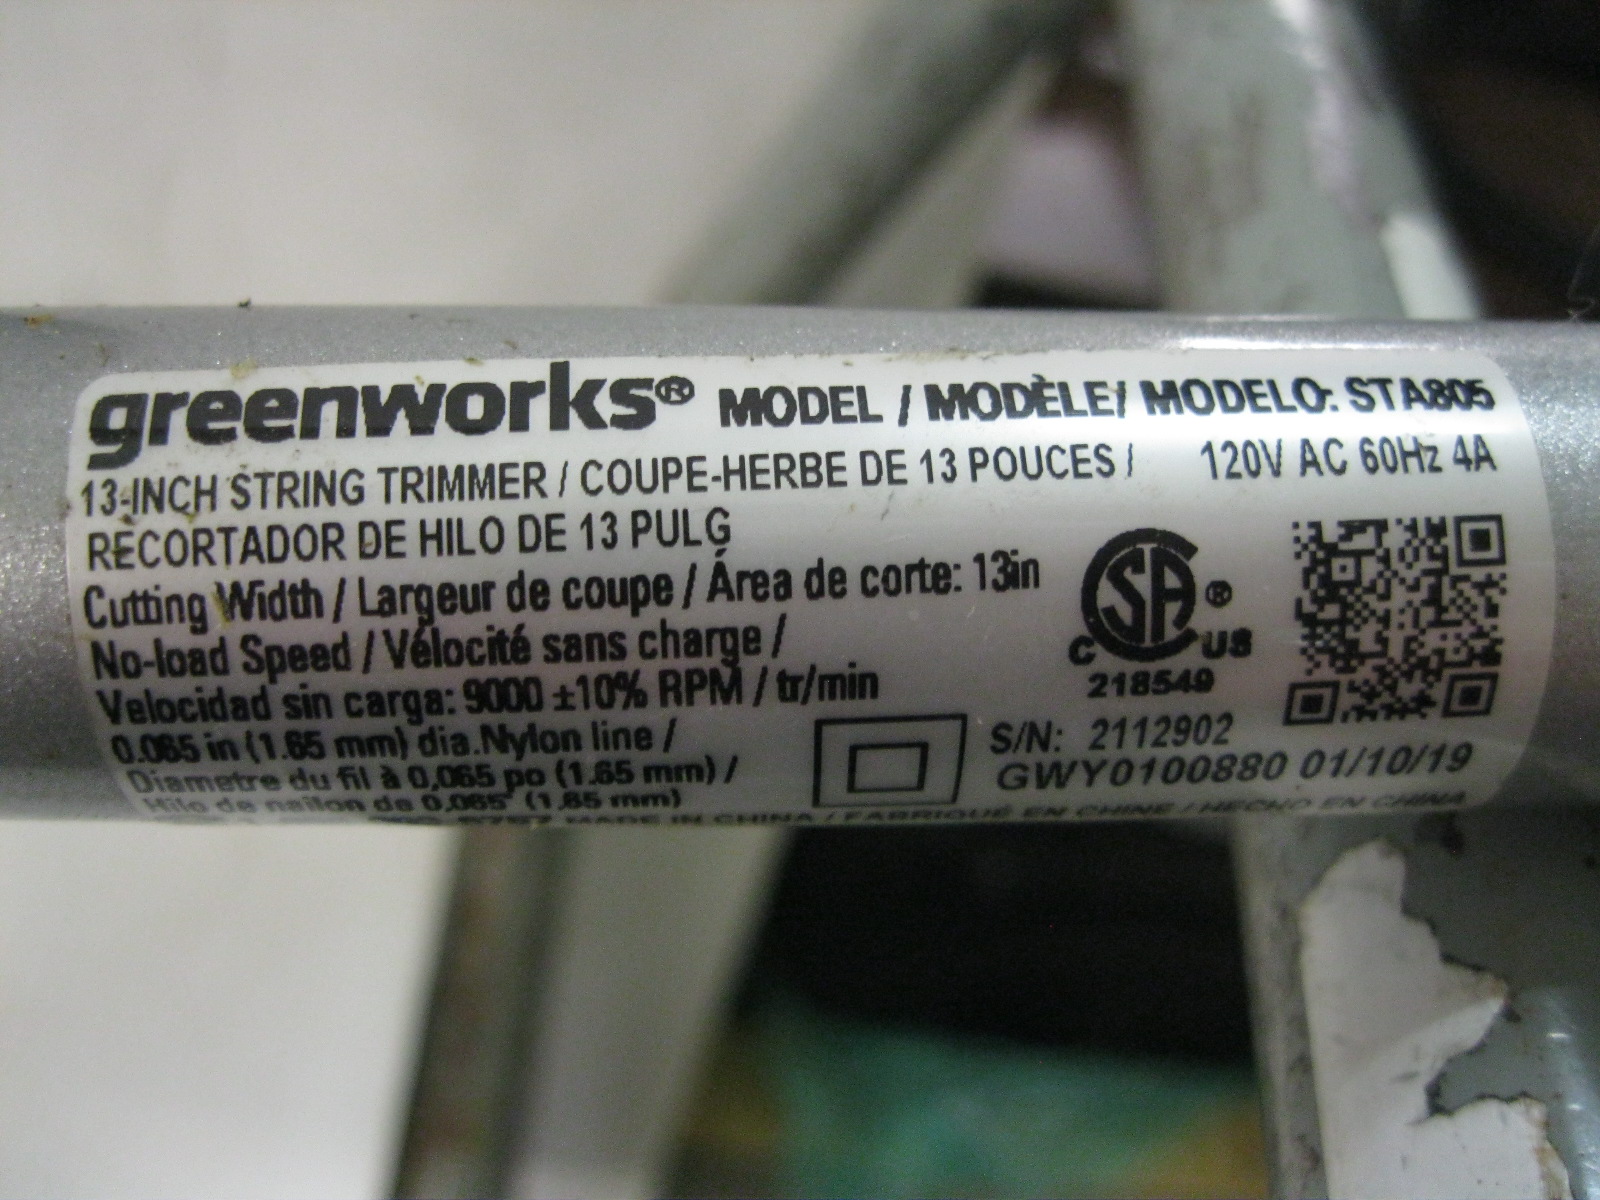 greenworks® MODEL / MODÈLE/ MODELO: STA805
13-INCH STRING TRIMMER / COUPE-HERBE DE 13 POUCES / 120V AC 60Hz 4A
RECORTADOR DE HILO DE 13 PULG
Cutting Width / Largeur de coupe / Área de corte: 13in
No-load Speed / Vélocité sans charge /
Velocidad sin carga: 9000 ±10% RPM / tr/min
0.065 in (1.65 mm) dia.Nylon line /
Diametre du fil à 0,065 po (1.65 mm) /
Hilo de nailon de 0,065" (1,65 mm)
MADE IN CHINA / FABRIQUÉ EN CHINE / HECHO EN CHINA
C SA ® US
218549
S/N: 2112902
GWY0100880 01/10/19